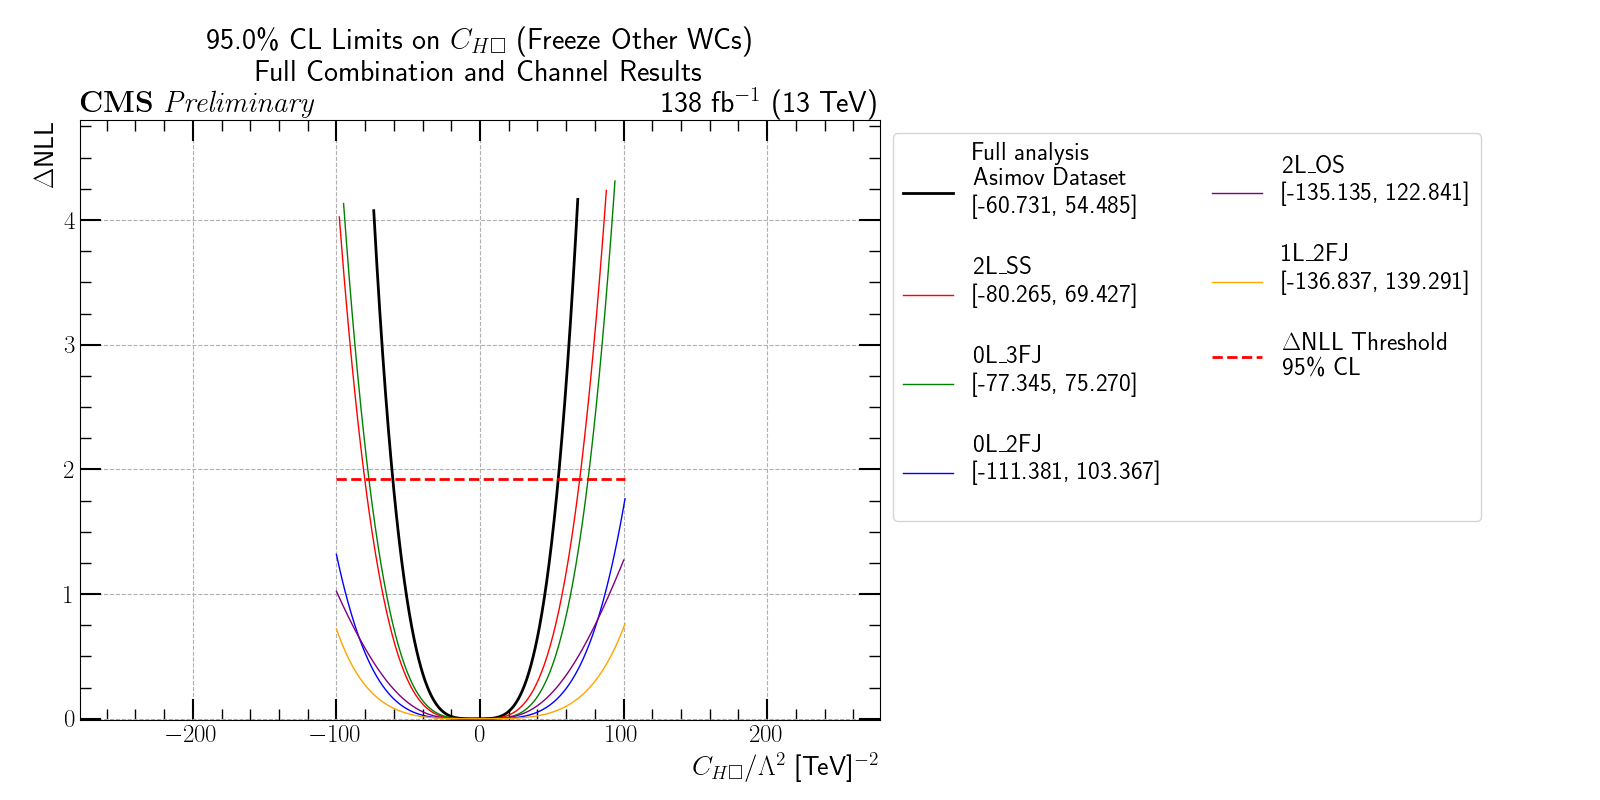 95.0% CL Limits on C_{H□} (Freeze Other WCs)
Full Combination and Channel Results
CMS Preliminary
138 fb⁻¹ (13 TeV)
ΔNLL
4
3
2
1
0
−200
−100
0
100
200
C_{H□}/Λ² [TeV]⁻²
Full analysis
Asimov Dataset
[-60.731, 54.485]
2L_SS
[-80.265, 69.427]
0L_3FJ
[-77.345, 75.270]
0L_2FJ
[-111.381, 103.367]
2L_OS
[-135.135, 122.841]
1L_2FJ
[-136.837, 139.291]
ΔNLL Threshold
95% CL